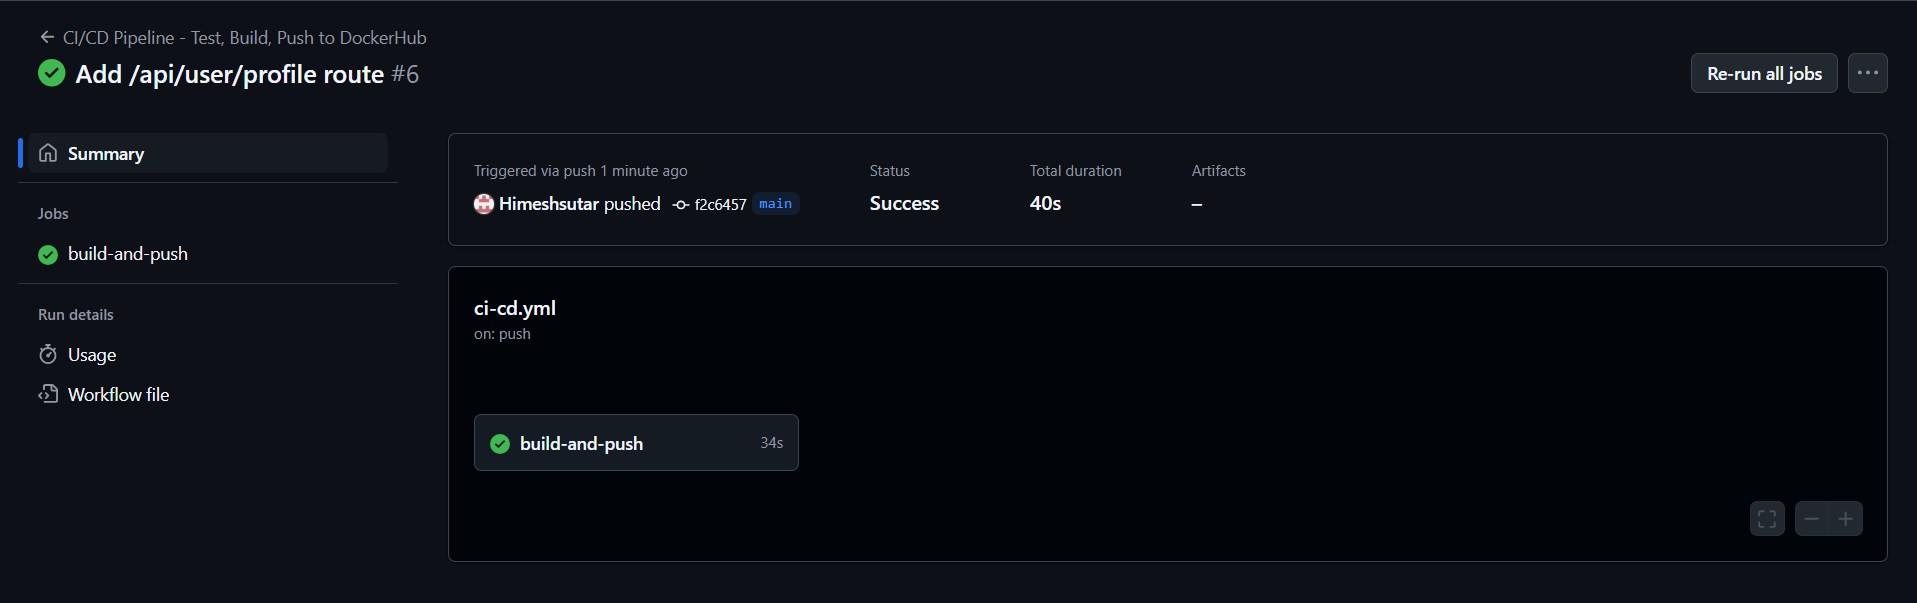 CI/CD Pipeline - Test, Build, Push to DockerHub
Add /api/user/profile route #6
Re-run all jobs
Summary
Jobs
build-and-push
Run details
Usage
Workflow file
Triggered via push 1 minute ago
Himeshsutar pushed f2c6457 main
Status
Success
Total duration
40s
Artifacts
–
ci-cd.yml
on: push
build-and-push 34s